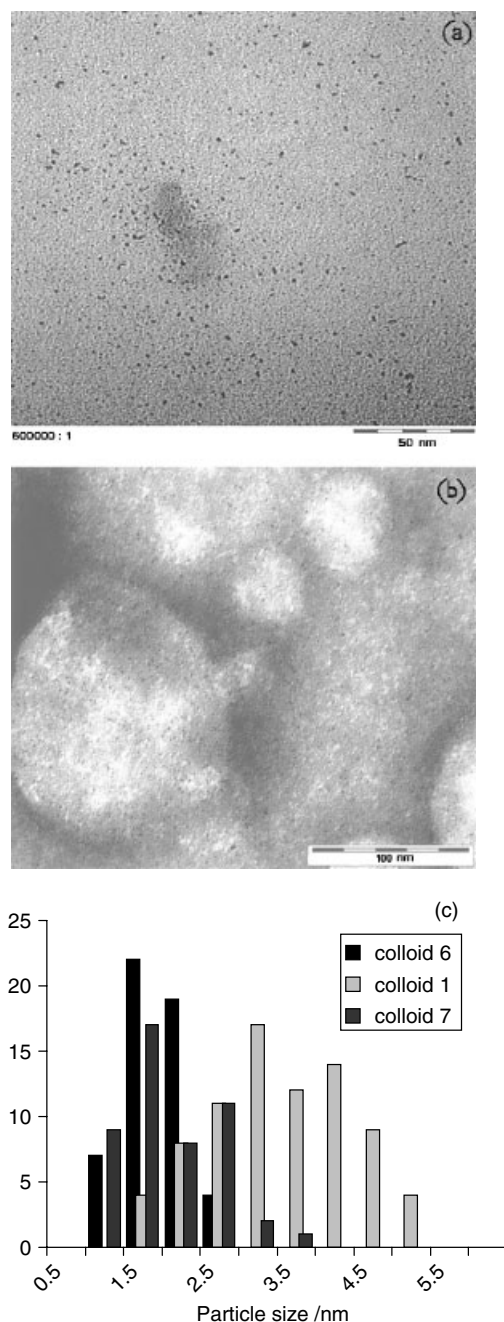 (a)
600000 : 1
50 nm
(b)
100 nm
(c)
25
20
15
10
5
0
colloid 6
colloid 1
colloid 7
0.5
1.5
2.5
3.5
4.5
5.5
Particle size /nm